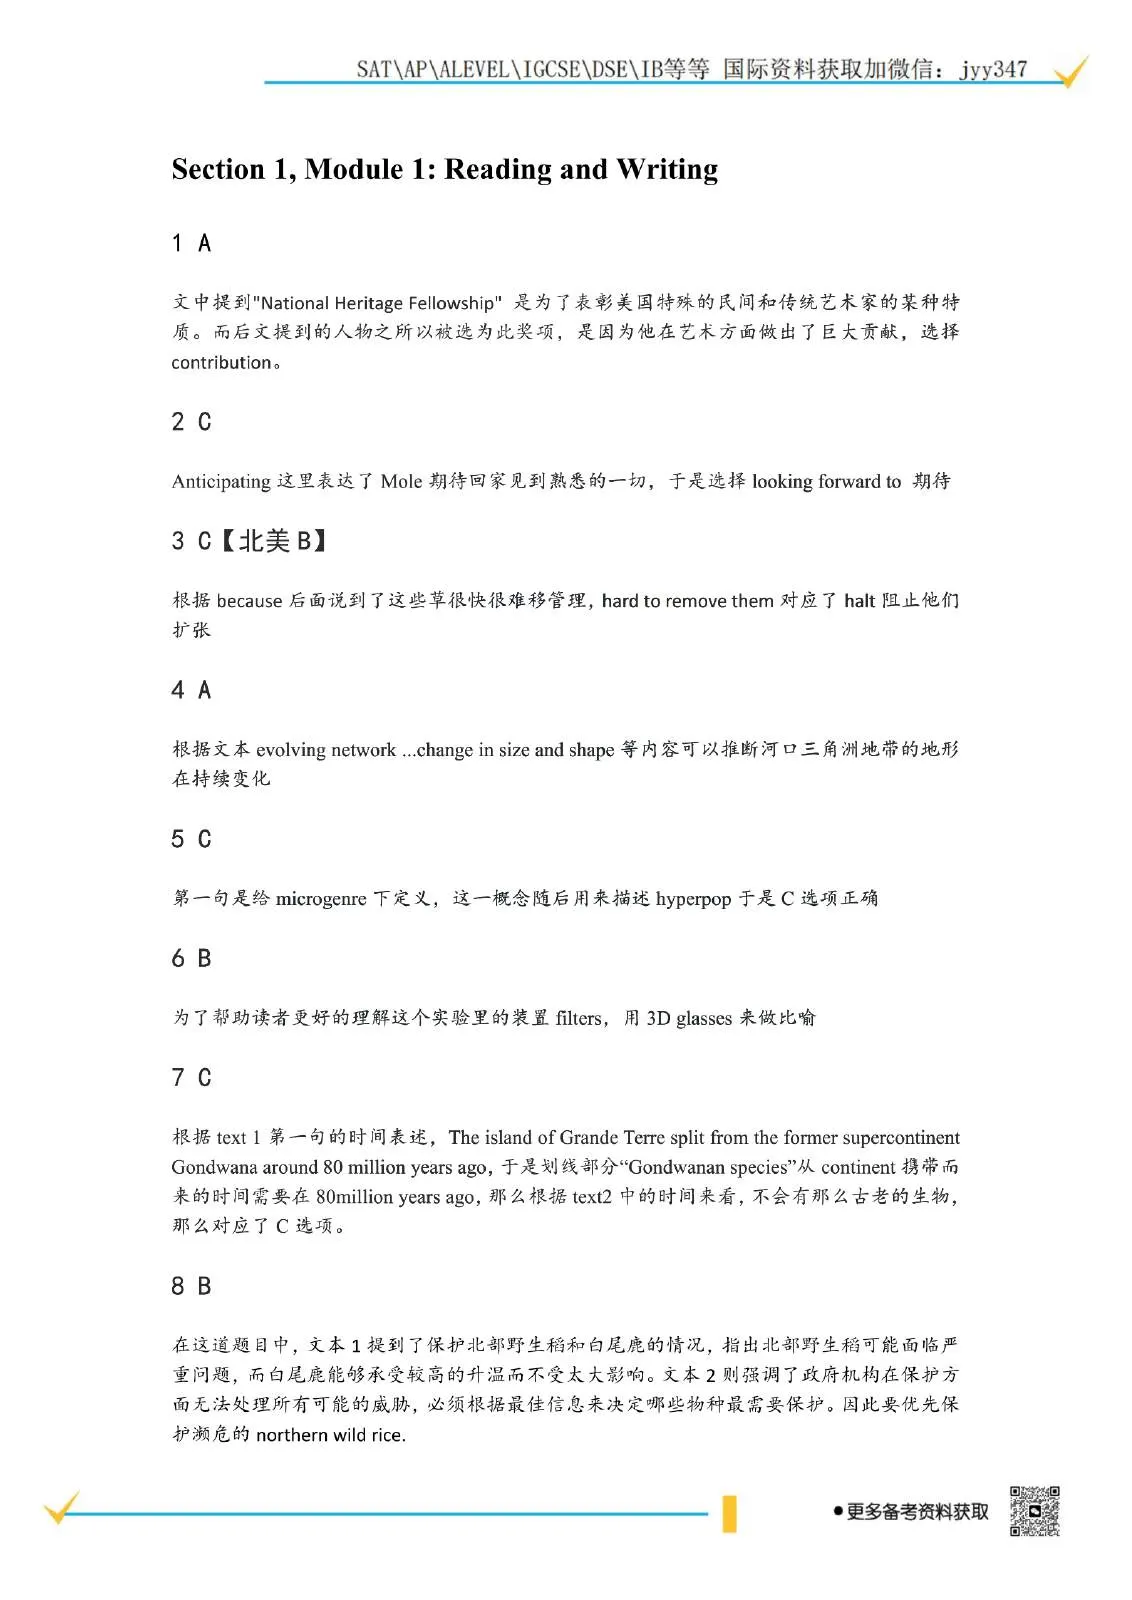 SAT\AP\ALEVEL\IGCSE\DSE\IB等等 国际资料获取加微信：jyy347
Section 1, Module 1: Reading and Writing
1 A
文中提到"National Heritage Fellowship" 是为了表彰美国特殊的民间和传统艺术家的某种特
质。而后文提到的人物之所以被选为此奖项，是因为他在艺术方面做出了巨大贡献，选择
contribution。
2 C
Anticipating 这里表达了 Mole 期待回家见到熟悉的一切，于是选择 looking forward to 期待
3 C【北美 B】
根据 because 后面说到了这些草很快很难移管理，hard to remove them 对应了 halt 阻止他们
扩张
4 A
根据文本 evolving network ...change in size and shape 等内容可以推断河口三角洲地带的地形
在持续变化
5 C
第一句是给 microgenre 下定义，这一概念随后用来描述 hyperpop 于是 C 选项正确
6 B
为了帮助读者更好的理解这个实验里的装置 filters，用 3D glasses 来做比喻
7 C
根据 text 1 第一句的时间表述，The island of Grande Terre split from the former supercontinent
Gondwana around 80 million years ago，于是划线部分“Gondwanan species”从 continent 携带而
来的时间需要在 80million years ago，那么根据 text2 中的时间来看，不会有那么古老的生物，
那么对应了 C 选项。
8 B
在这道题目中，文本 1 提到了保护北部野生稻和白尾鹿的情况，指出北部野生稻可能面临严
重问题，而白尾鹿能够承受较高的升温而不受太大影响。文本 2 则强调了政府机构在保护方
面无法处理所有可能的威胁，必须根据最佳信息来决定哪些物种最需要保护。因此要优先保
护濒危的 northern wild rice.
●更多备考资料获取